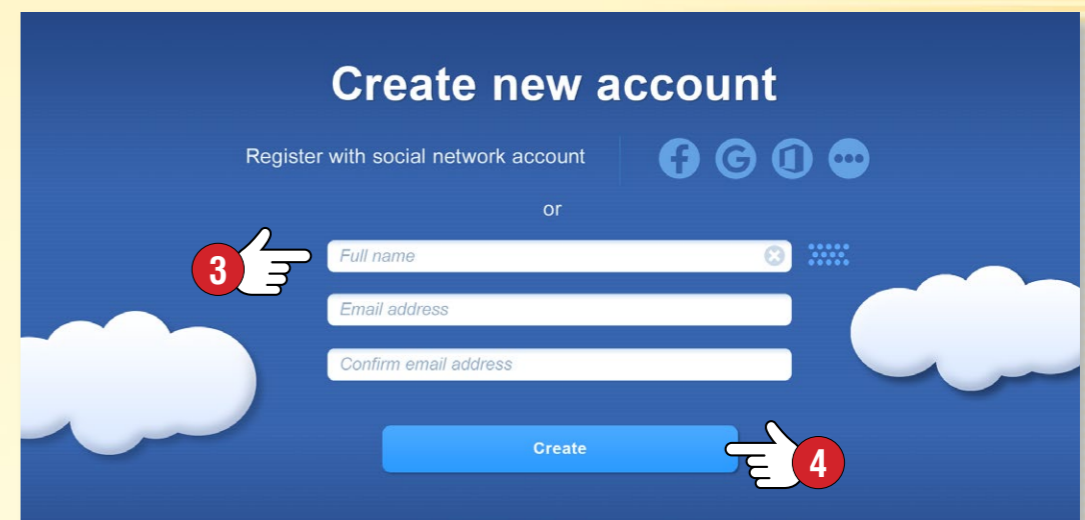 Create new account
Register with social network account
or
3
Full name
Email address
Confirm email address
Create
4